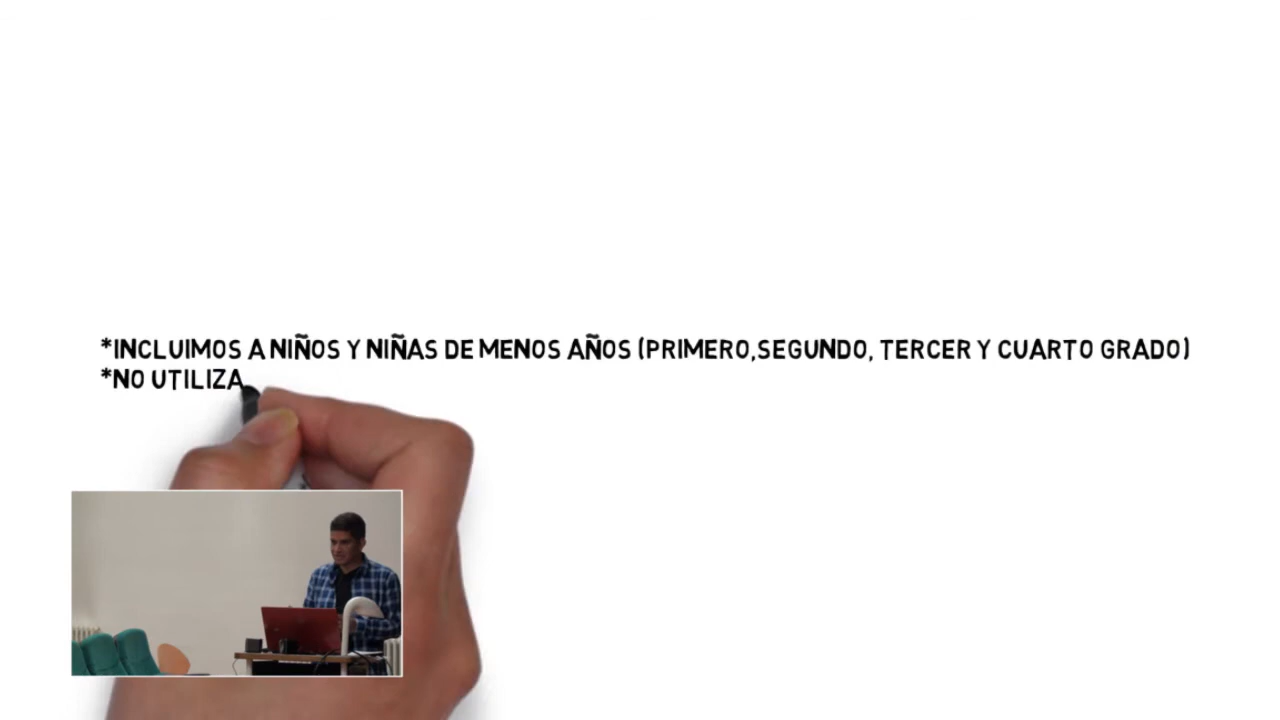 *INCLUIMOS A NIÑOS Y NIÑAS DE MENOS AÑOS (PRIMERO,SEGUNDO, TERCER Y CUARTO GRADO)
*NO UTILIZA